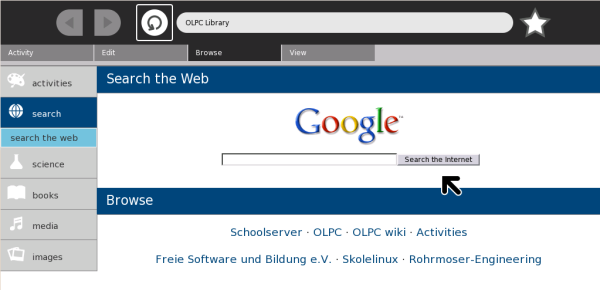 OLPC Library
Activity Edit Browse View
activities
search
search the web
science
books
media
images
Search the Web
Google™
Search the Internet
Browse
Schoolserver · OLPC · OLPC wiki · Activities
Freie Software und Bildung e.V. · Skolelinux · Rohrmoser-Engineering